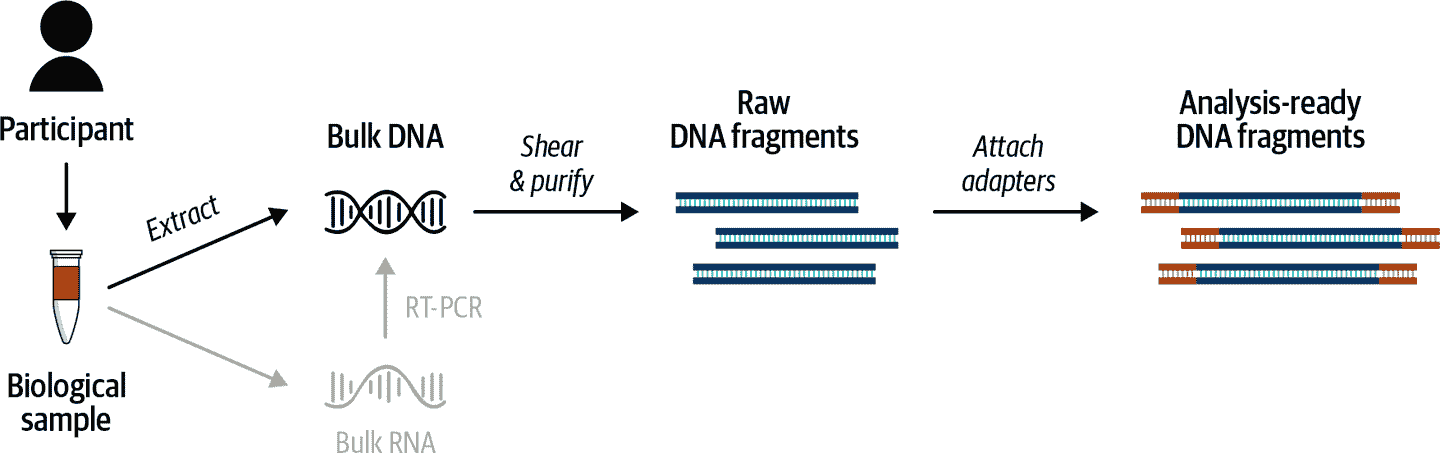 Participant
Biological
sample
Extract
Bulk DNA
RT-PCR
Bulk RNA
Shear
& purify
Raw
DNA fragments
Attach
adapters
Analysis-ready
DNA fragments